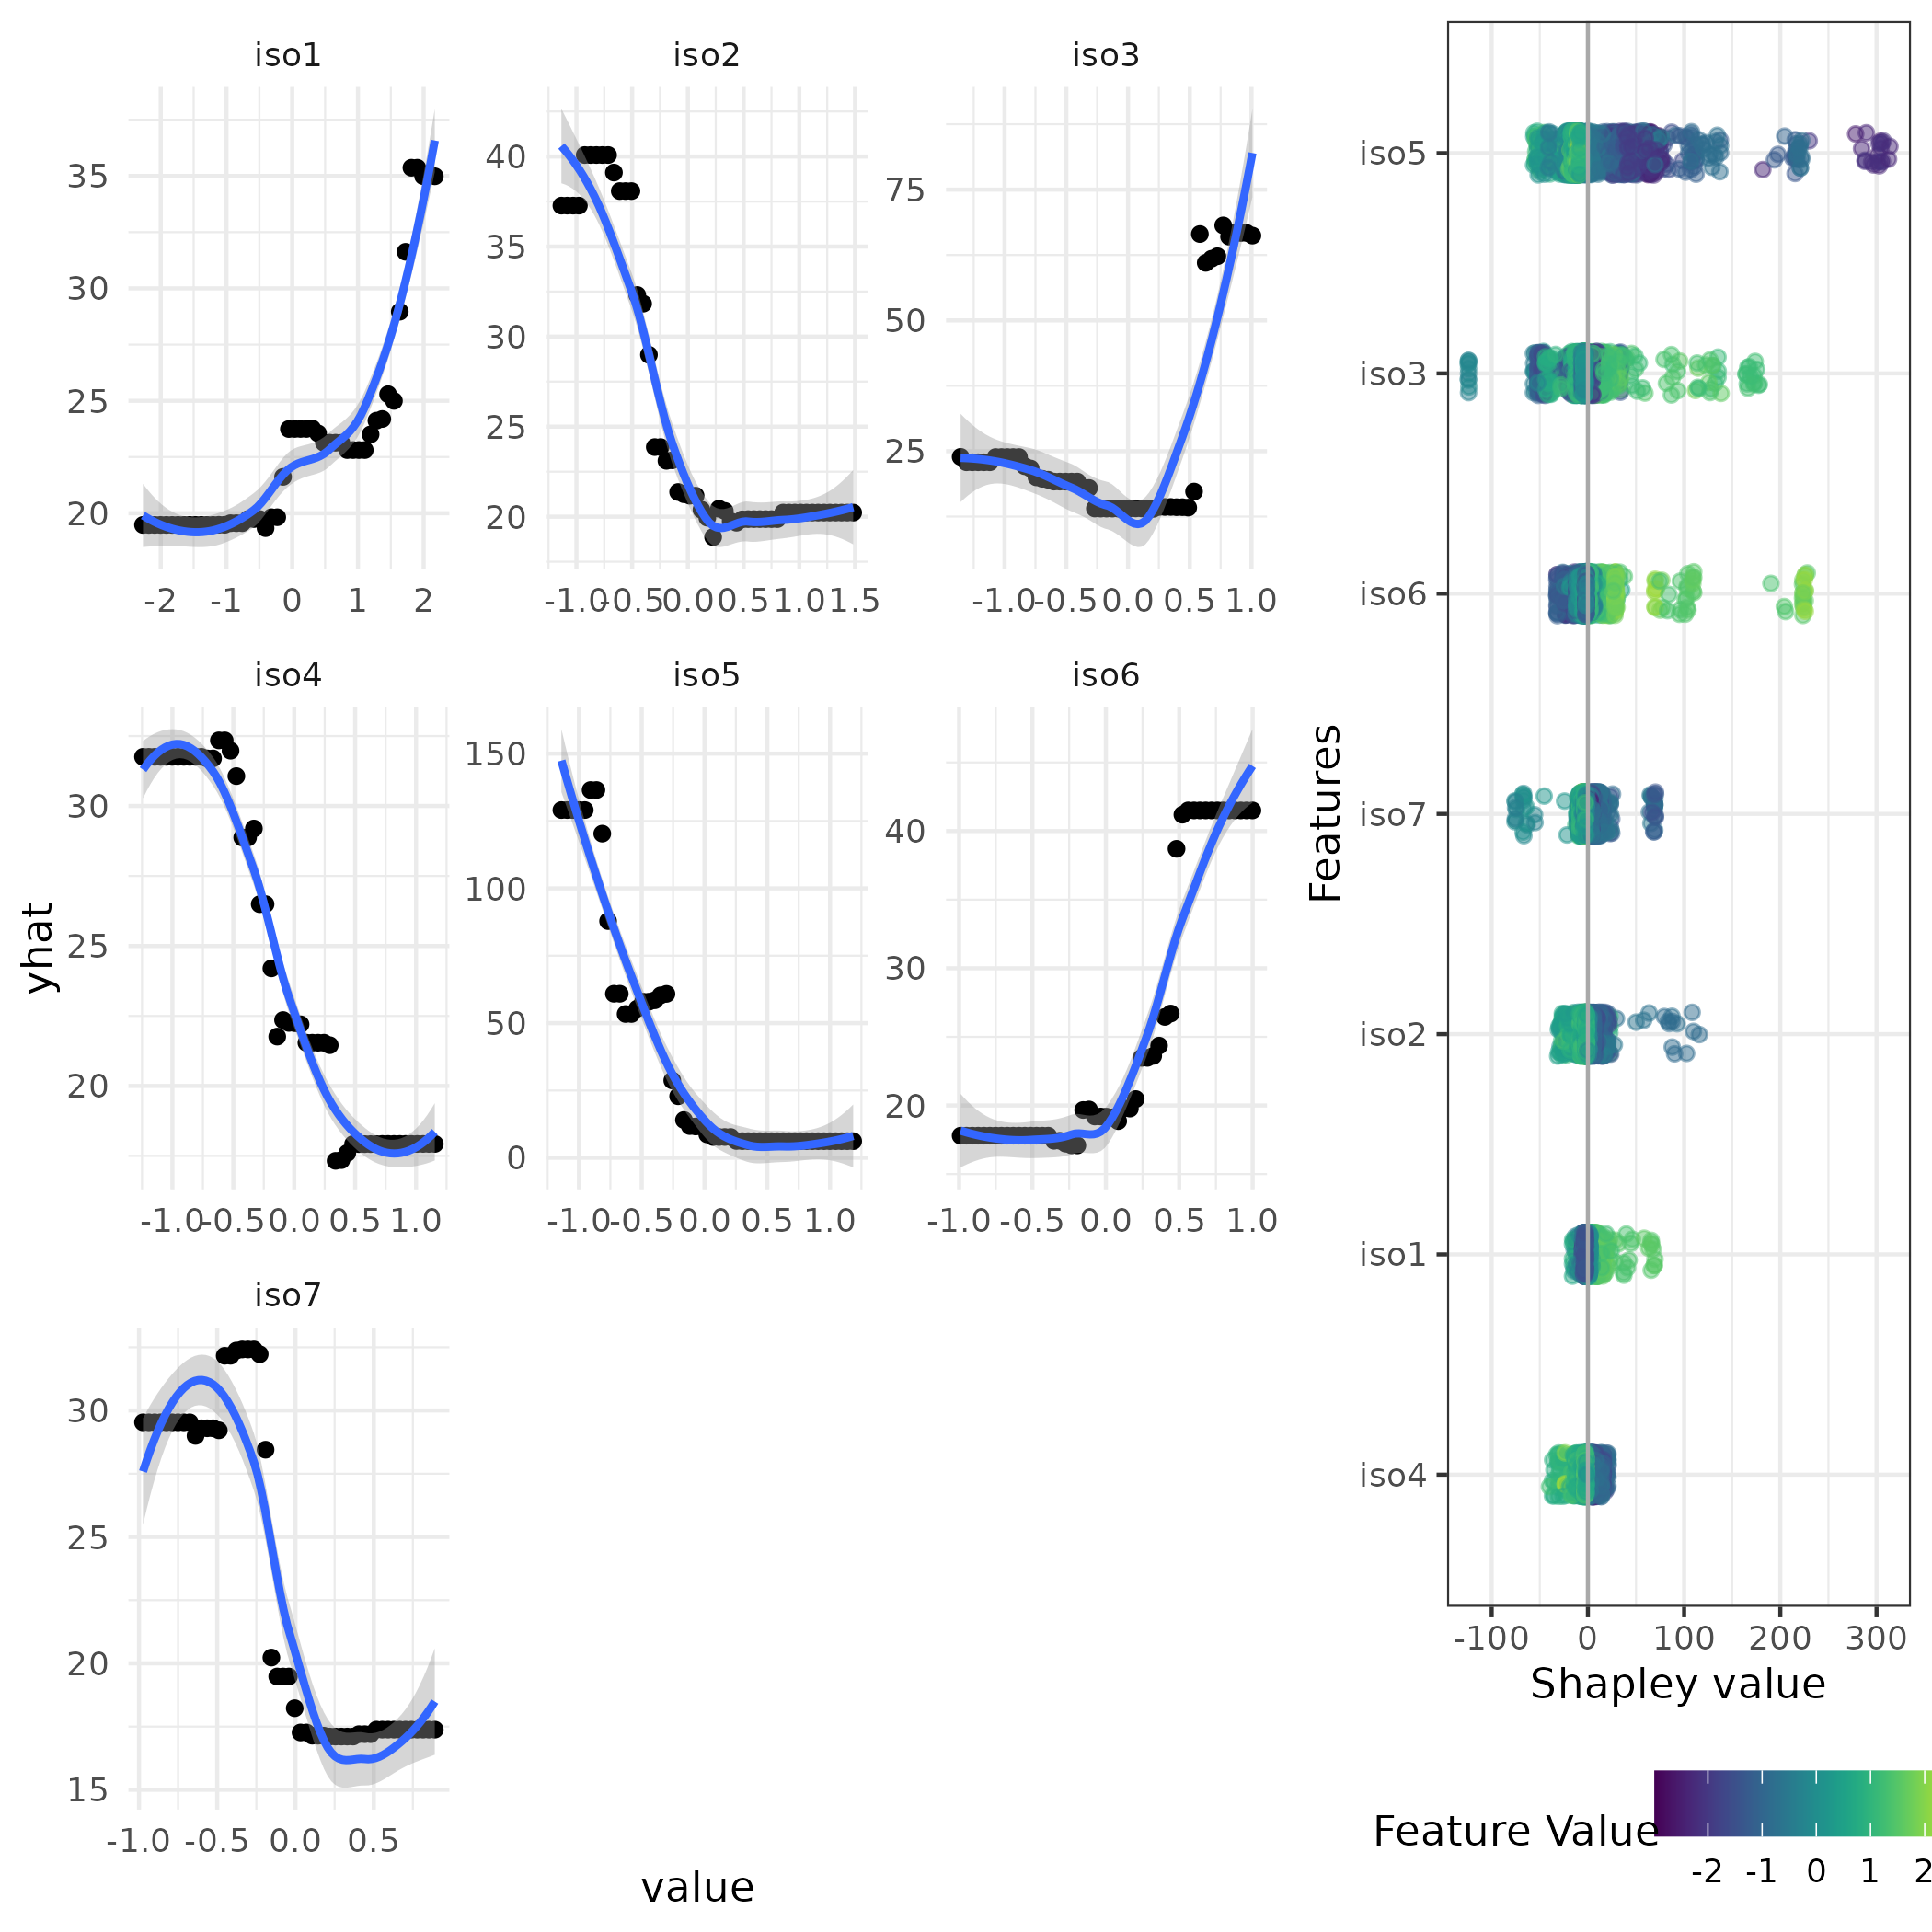 iso1 iso2 iso3
35
30
25
20
40
35
30
25
20
75
50
25
-2 -1 0 1 2
-1.0 -0.5 0.0 0.5 1.0 1.5
-1.0 -0.5 0.0 0.5 1.0
iso4 iso5 iso6
30
25
20
150
100
50
0
40
30
20
-1.0 -0.5 0.0 0.5 1.0
-1.0 -0.5 0.0 0.5 1.0
-1.0 -0.5 0.0 0.5 1.0
iso7
30
25
20
15
-1.0 -0.5 0.0 0.5
yhat
value
Features
iso5
iso3
iso6
iso7
iso2
iso1
iso4
-100 0 100 200 300
Shapley value
Feature Value
-2 -1 0 1 2